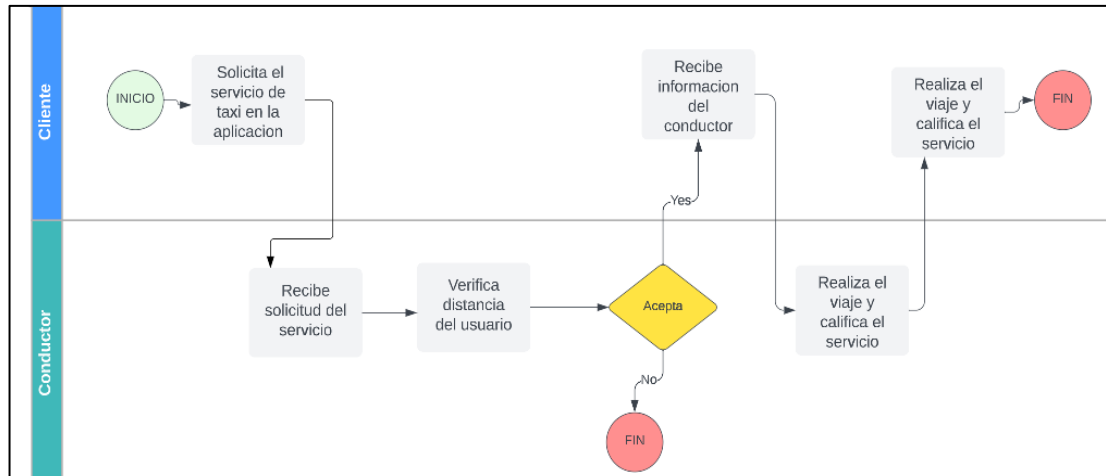 Cliente
INICIO
Solicita el
servicio de
taxi en la
aplicacion
Recibe
informacion
del
conductor
Realiza el
viaje y
califica el
servicio
FIN
Yes
Conductor
Recibe
solicitud del
servicio
Verifica
distancia
del usuario
Acepta
Realiza el
viaje y
califica el
servicio
No
FIN